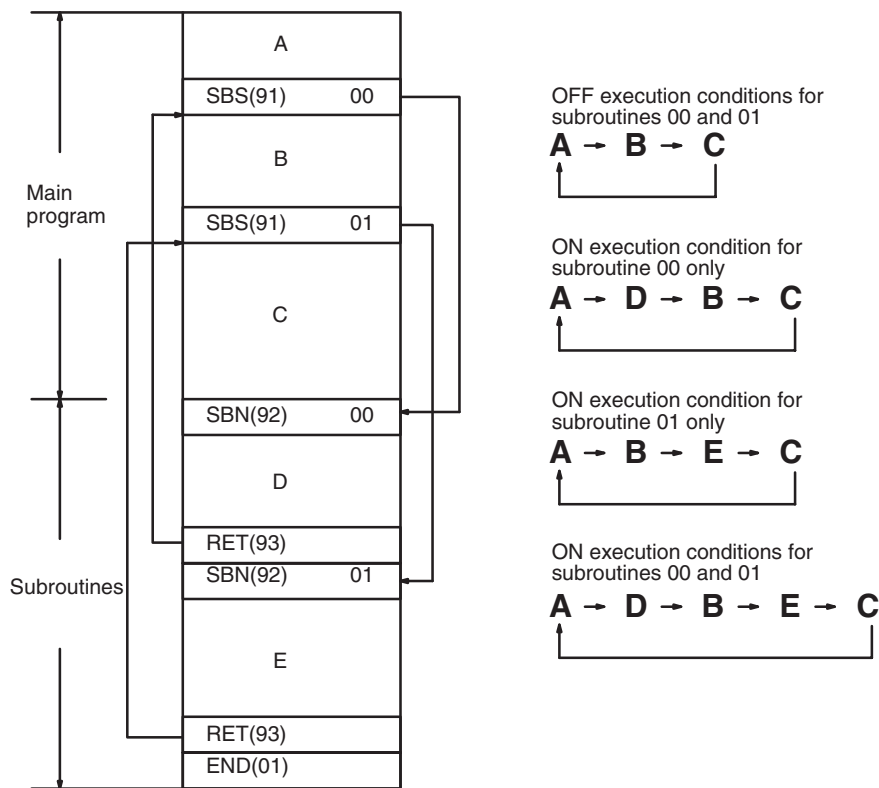 A
SBS(91) 00
B
Main
program
SBS(91) 01
C
SBN(92) 00
D
RET(93)
SBN(92) 01
Subroutines
E
RET(93)
END(01)
OFF execution conditions for
subroutines 00 and 01
A → B → C
ON execution condition for
subroutine 00 only
A → D → B → C
ON execution condition for
subroutine 01 only
A → B → E → C
ON execution conditions for
subroutines 00 and 01
A → D → B → E → C